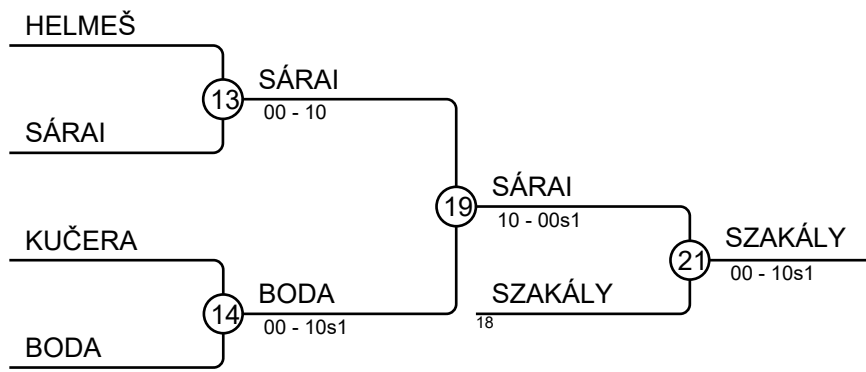 HELMEŠ
13
SÁRAI
00 - 10
SÁRAI
19
SÁRAI
10 - 00s1
KUČERA
14
BODA
00 - 10s1
BODA
SZAKÁLY
18
21
SZAKÁLY
00 - 10s1